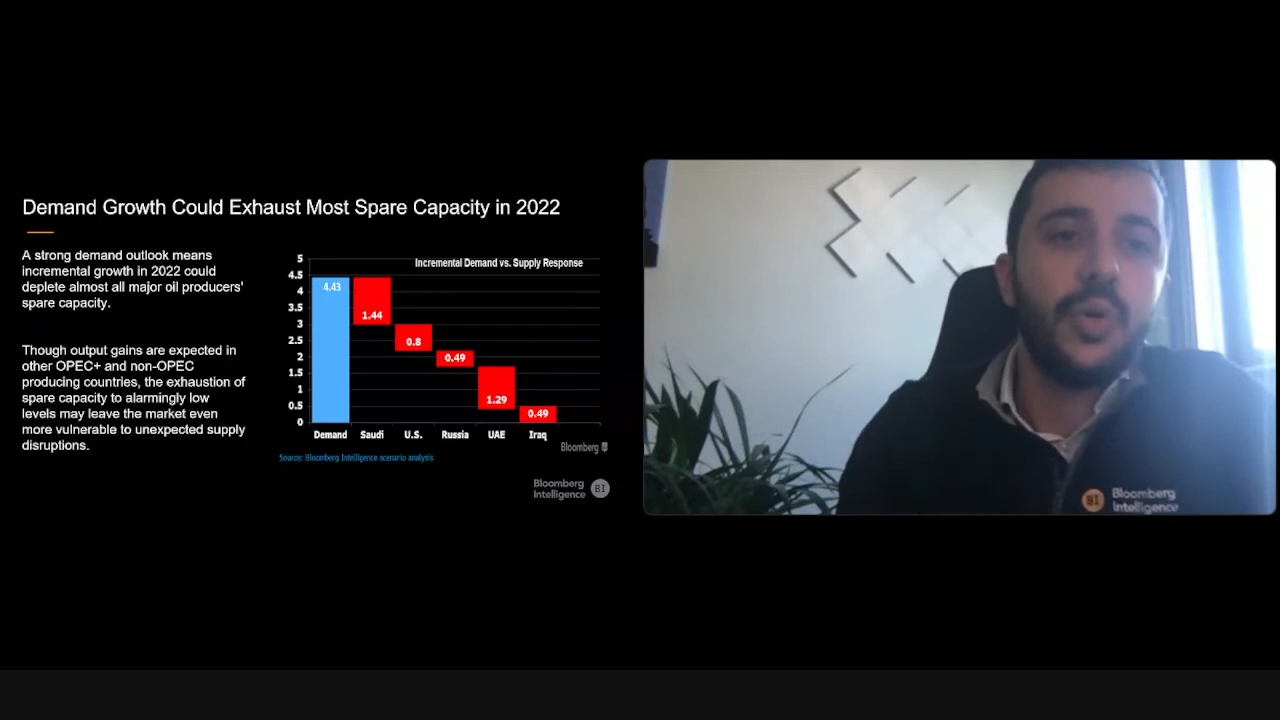 Demand Growth Could Exhaust Most Spare Capacity in 2022
A strong demand outlook means
incremental growth in 2022 could
deplete almost all major oil producers'
spare capacity.
Though output gains are expected in
other OPEC+ and non-OPEC
producing countries, the exhaustion of
spare capacity to alarmingly low
levels may leave the market even
more vulnerable to unexpected supply
disruptions.
Incremental Demand vs. Supply Response
5
4.5
4
3.5
3
2.5
2
1.5
1
0.5
0
4.43
1.44
0.8
0.49
1.29
0.49
Demand Saudi U.S. Russia UAE Iraq
Bloomberg
Source: Bloomberg Intelligence scenario analysis
Bloomberg
Intelligence BI
BI Bloomberg
Intelligence